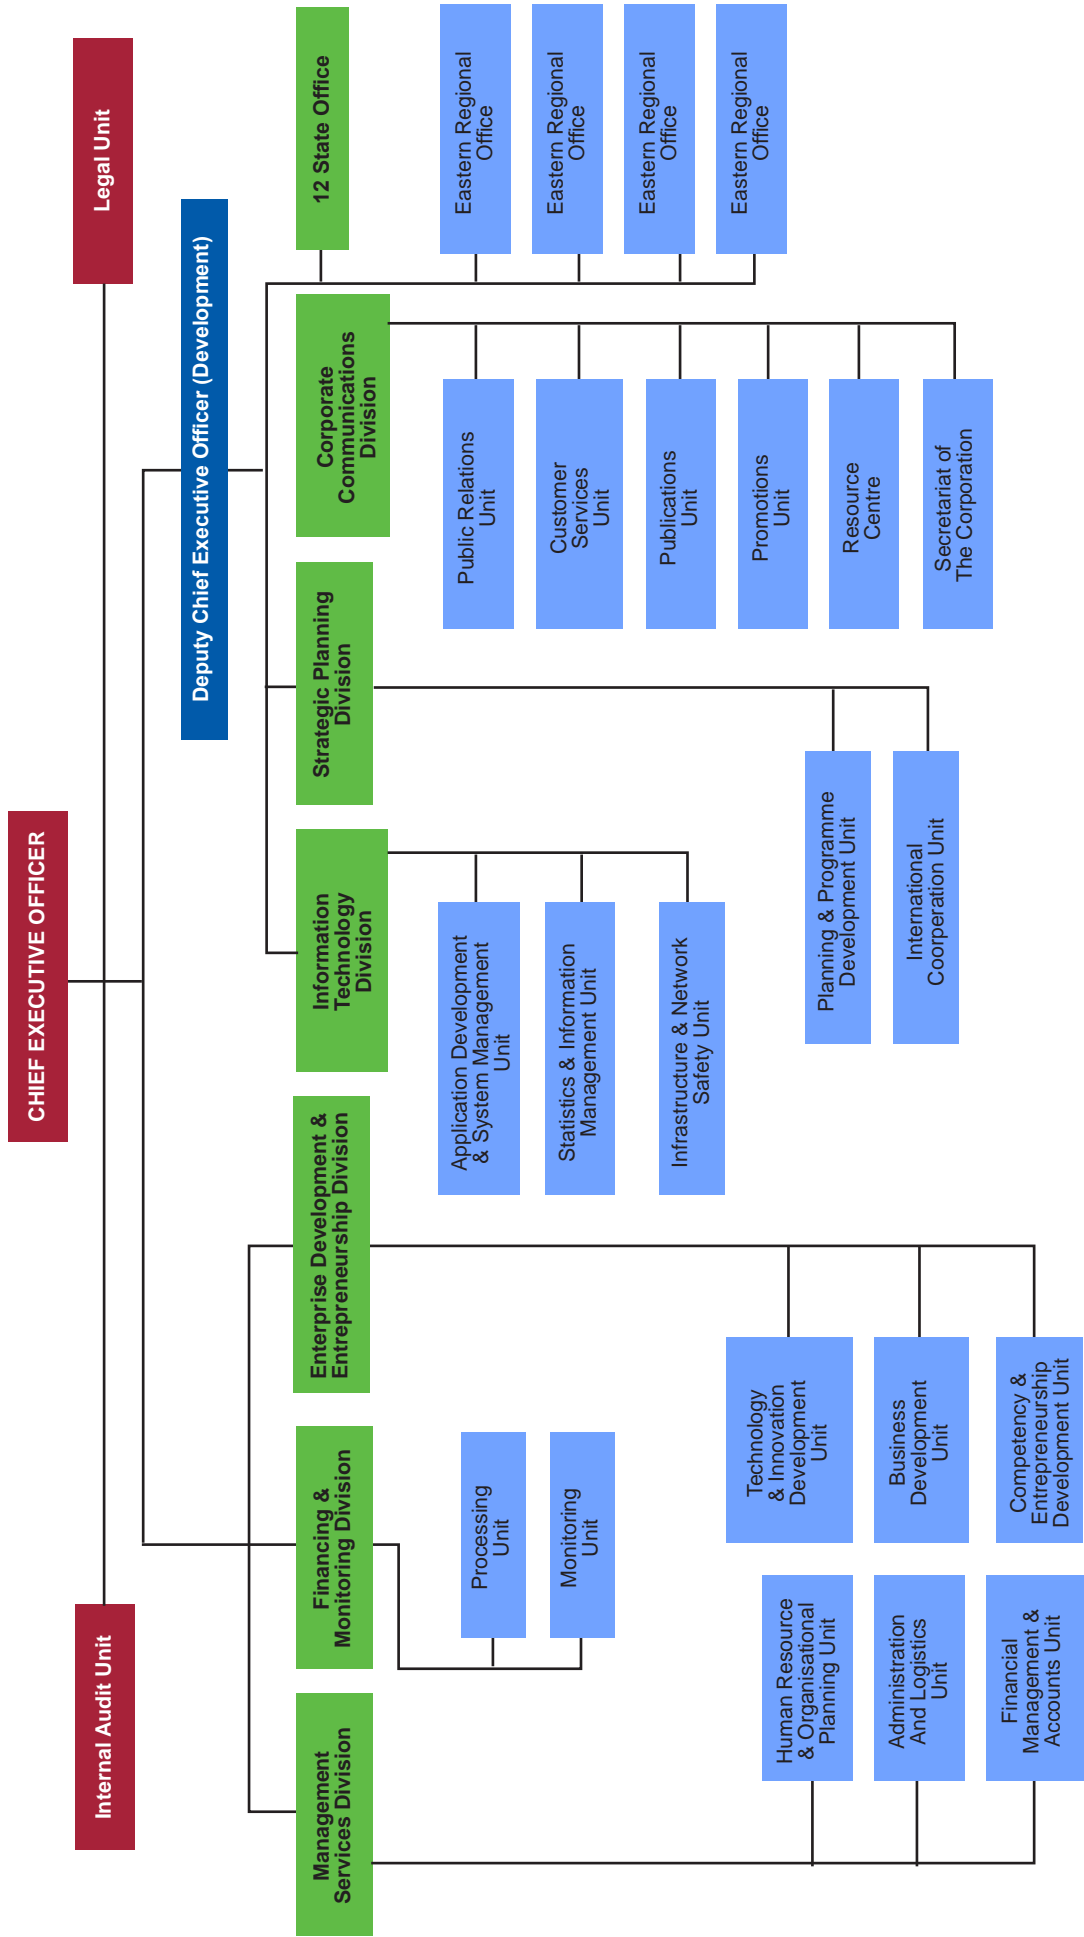 CHIEF EXECUTIVE OFFICER
Internal Audit Unit
Legal Unit
Deputy Chief Executive Officer (Development)
Management
Services Division
Financing &
Monitoring Division
Enterprise Development &
Entrepreneurship Division
Information
Technology
Division
Strategic Planning
Division
Corporate
Communications
Division
12 State Office
Human Resource
& Organisational
Planning Unit
Administration
And Logistics
Unit
Financial
Management &
Accounts Unit
Processing
Unit
Monitoring
Unit
Technology
& Innovation
Development
Unit
Business
Development
Unit
Competency &
Entrepreneurship
Development Unit
Application Development
& System Management
Unit
Statistics & Information
Management Unit
Infrastructure & Network
Safety Unit
Planning & Programme
Development Unit
International
Coorperation Unit
Public Relations
Unit
Customer
Services
Unit
Publications
Unit
Promotions
Unit
Resource
Centre
Secretariat of
The Corporation
Eastern Regional
Office
Eastern Regional
Office
Eastern Regional
Office
Eastern Regional
Office